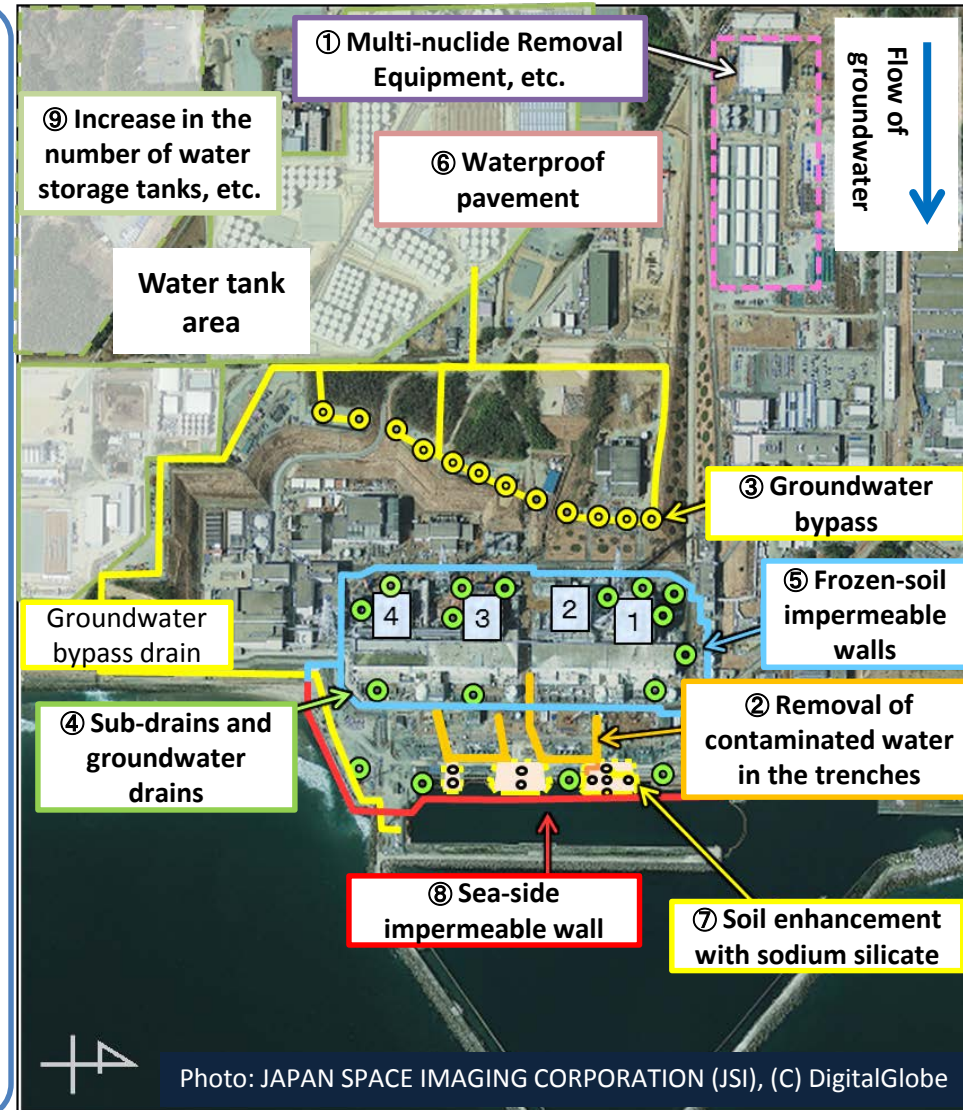 ① Multi-nuclide Removal
Equipment, etc.
Flow of
groundwater
⑨ Increase in the
number of water
storage tanks, etc.
⑥ Waterproof
pavement
Water tank
area
③ Groundwater
bypass
⑤ Frozen-soil
impermeable
walls
4
3
2
1
Groundwater
bypass drain
② Removal of
contaminated water
in the trenches
④ Sub-drains and
groundwater
drains
⑧ Sea-side
impermeable wall
⑦ Soil enhancement
with sodium silicate
Photo: JAPAN SPACE IMAGING CORPORATION (JSI), (C) DigitalGlobe